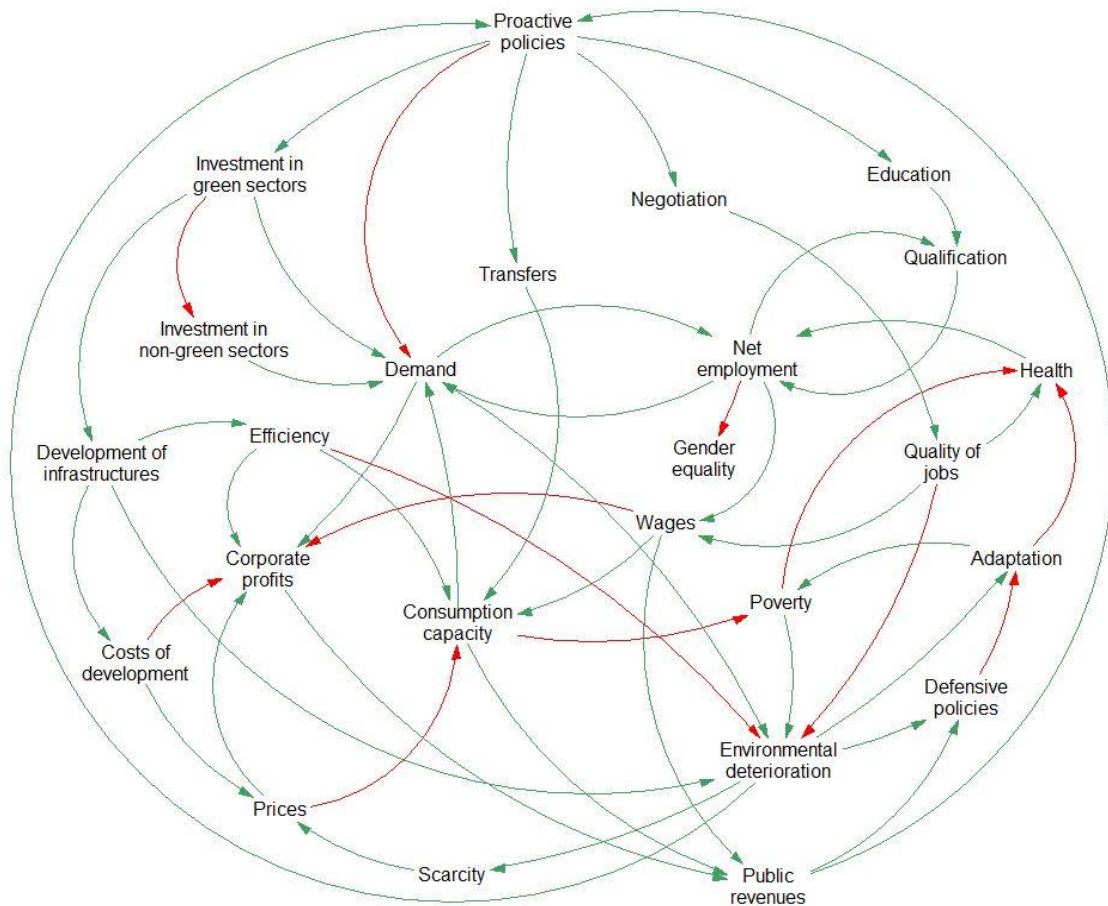 Proactive
policies
Investment in
green sectors
Education
Negotiation
Qualification
Transfers
Investment in
non-green sectors
Net
employment
Demand
Health
Efficiency
Development of
infrastructures
Gender
equality
Quality of
jobs
Wages
Corporate
profits
Adaptation
Consumption
capacity
Poverty
Costs of
development
Defensive
policies
Environmental
deterioration
Prices
Scarcity
Public
revenues